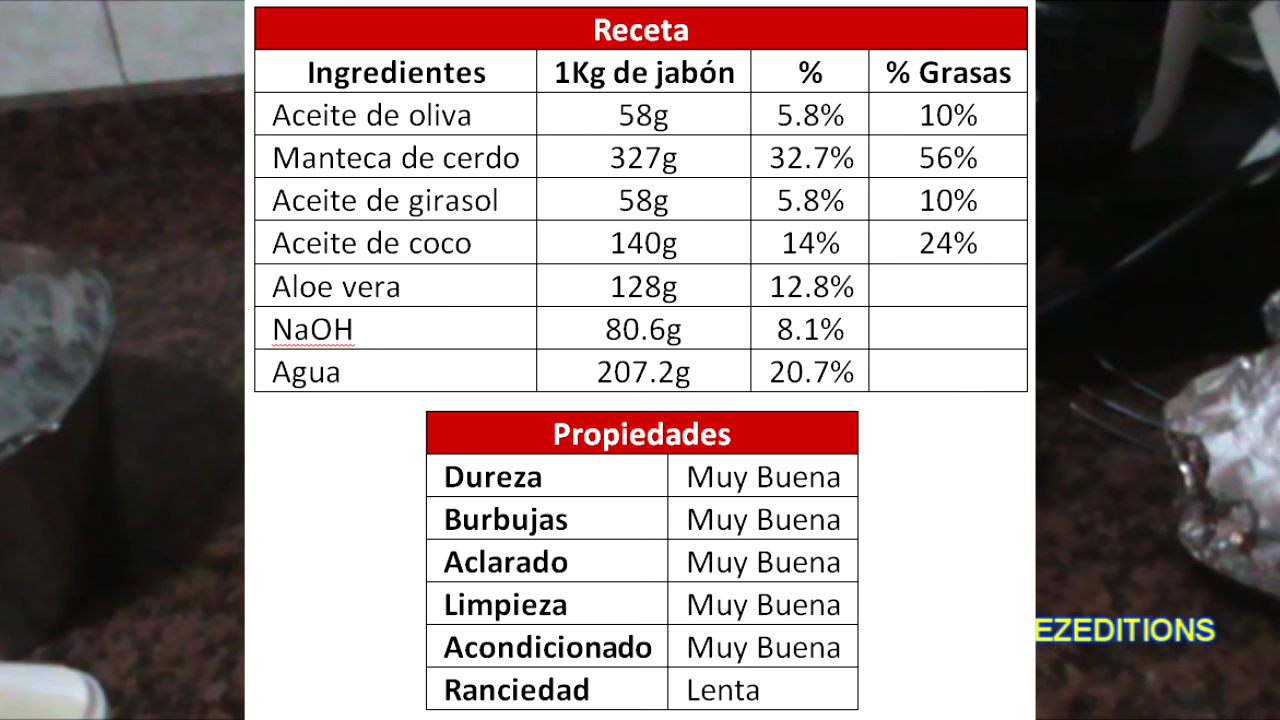 Receta
Ingredientes 1Kg de jabón % % Grasas
Aceite de oliva 58g 5.8% 10%
Manteca de cerdo 327g 32.7% 56%
Aceite de girasol 58g 5.8% 10%
Aceite de coco 140g 14% 24%
Aloe vera 128g 12.8%
NaOH 80.6g 8.1%
Agua 207.2g 20.7%
Propiedades
Dureza Muy Buena
Burbujas Muy Buena
Aclarado Muy Buena
Limpieza Muy Buena
EZEDITIONS
Acondicionado Muy Buena
Ranciedad Lenta